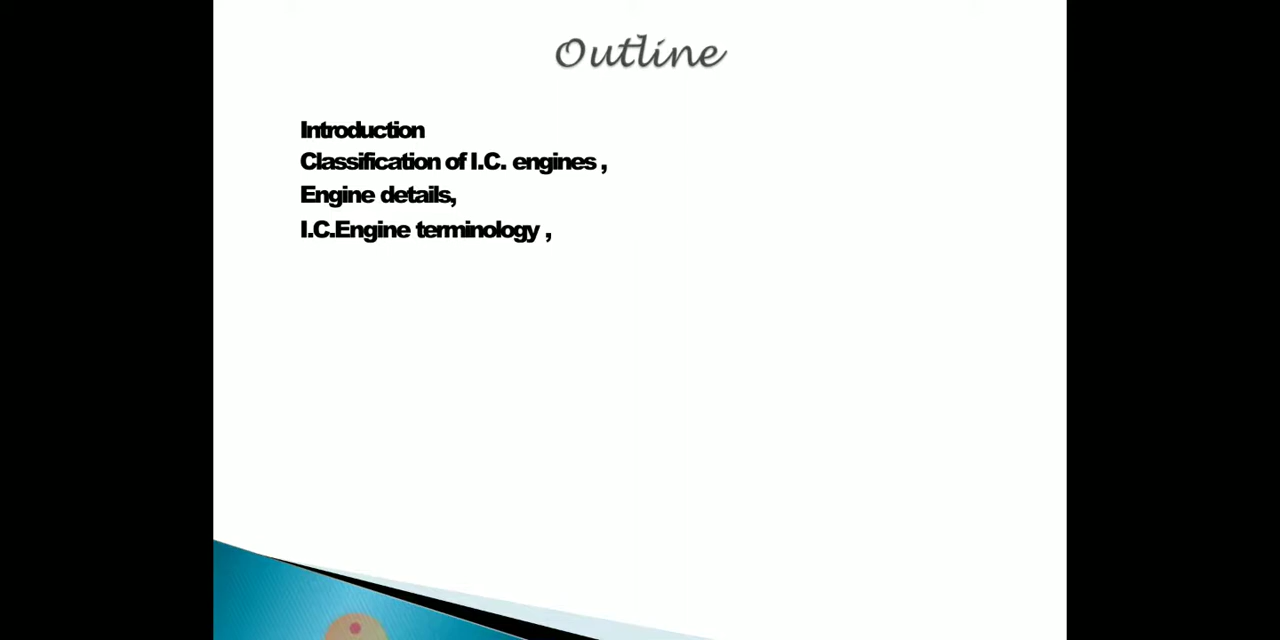 Outline
Introduction
Classification of I.C. engines ,
Engine details,
I.C.Engine terminology ,